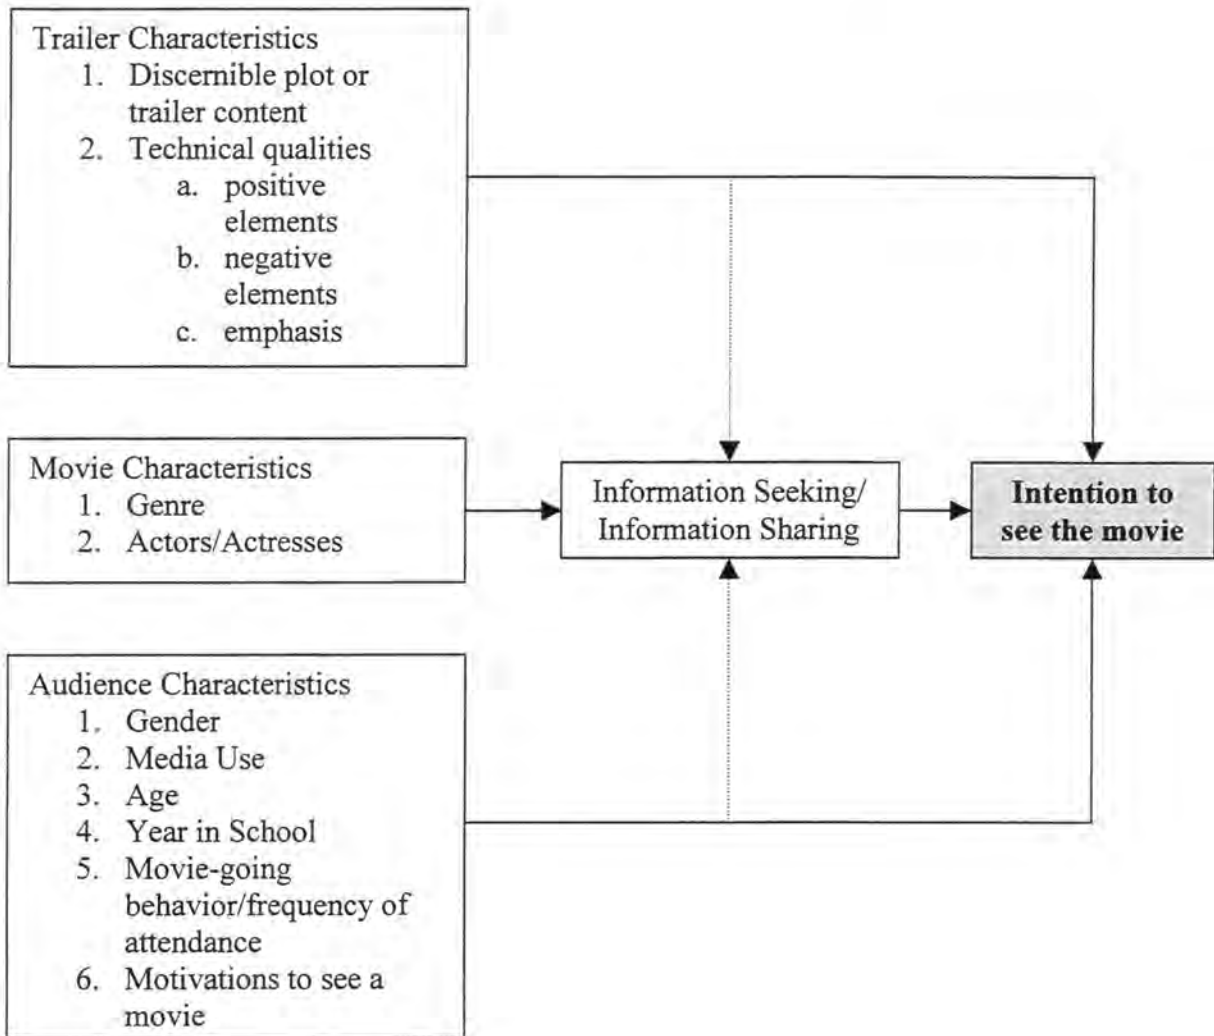 Trailer Characteristics
1. Discernible plot or
trailer content
2. Technical qualities
a. positive
elements
b. negative
elements
c. emphasis
Movie Characteristics
1. Genre
2. Actors/Actresses
Information Seeking/
Information Sharing
Intention to
see the movie
Audience Characteristics
1. Gender
2. Media Use
3. Age
4. Year in School
5. Movie-going
behavior/frequency of
attendance
6. Motivations to see a
movie